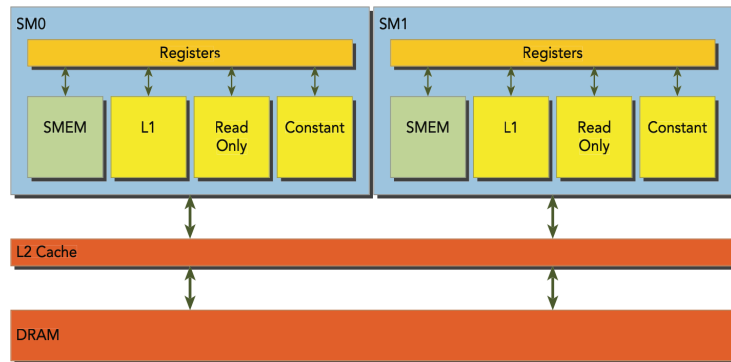 SM0
Registers
SMEM
L1
Read
Only
Constant
SM1
Registers
SMEM
L1
Read
Only
Constant
L2 Cache
DRAM